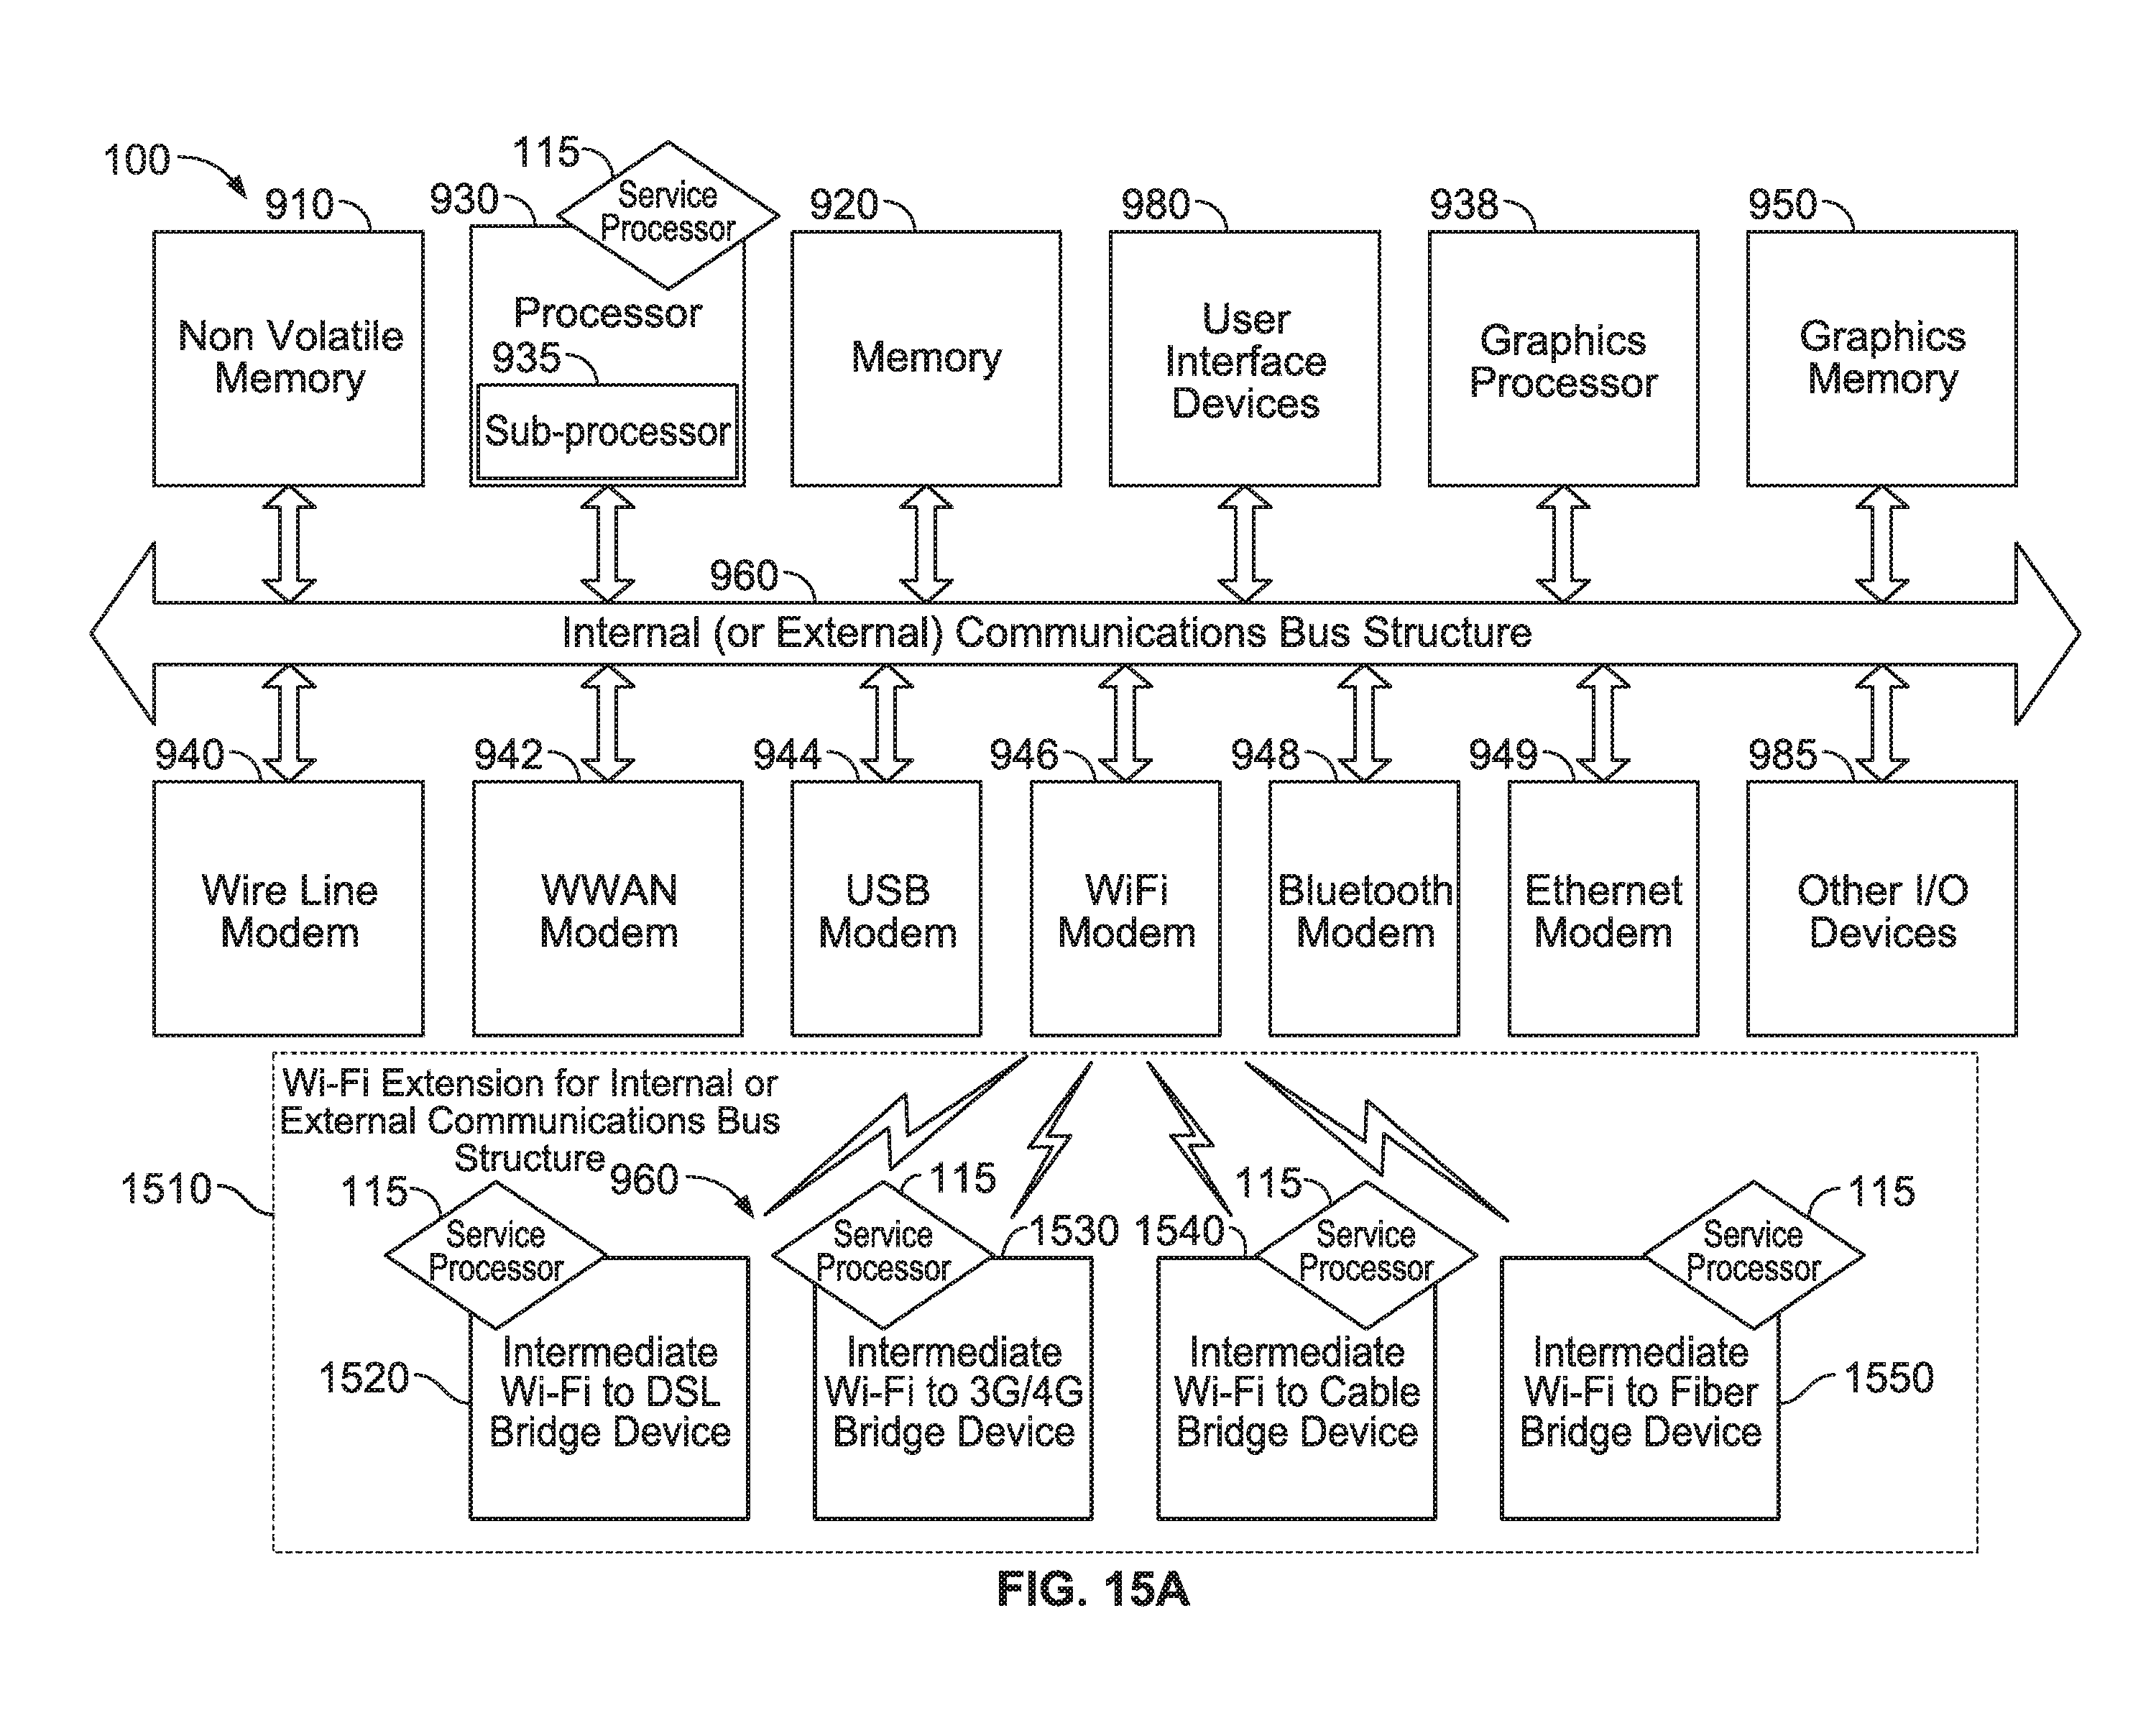 100
115
910
930
920
980
938
950
Service
Processor
Non Volatile
Memory
Processor
935
Sub-processor
Memory
User
Interface
Devices
Graphics
Processor
Graphics
Memory
960
Internal (or External) Communications Bus Structure
940
942
944
946
948
949
985
Wire Line
Modem
WWAN
Modem
USB
Modem
WiFi
Modem
Bluetooth
Modem
Ethernet
Modem
Other I/O
Devices
Wi-Fi Extension for Internal or
External Communications Bus
Structure
960
1510
115
Service
Processor
1520
Intermediate
Wi-Fi to DSL
Bridge Device
115
1530
Service
Processor
Intermediate
Wi-Fi to 3G/4G
Bridge Device
115
1540
Service
Processor
Intermediate
Wi-Fi to Cable
Bridge Device
115
Service
Processor
Intermediate
Wi-Fi to Fiber
Bridge Device
1550
FIG. 15A